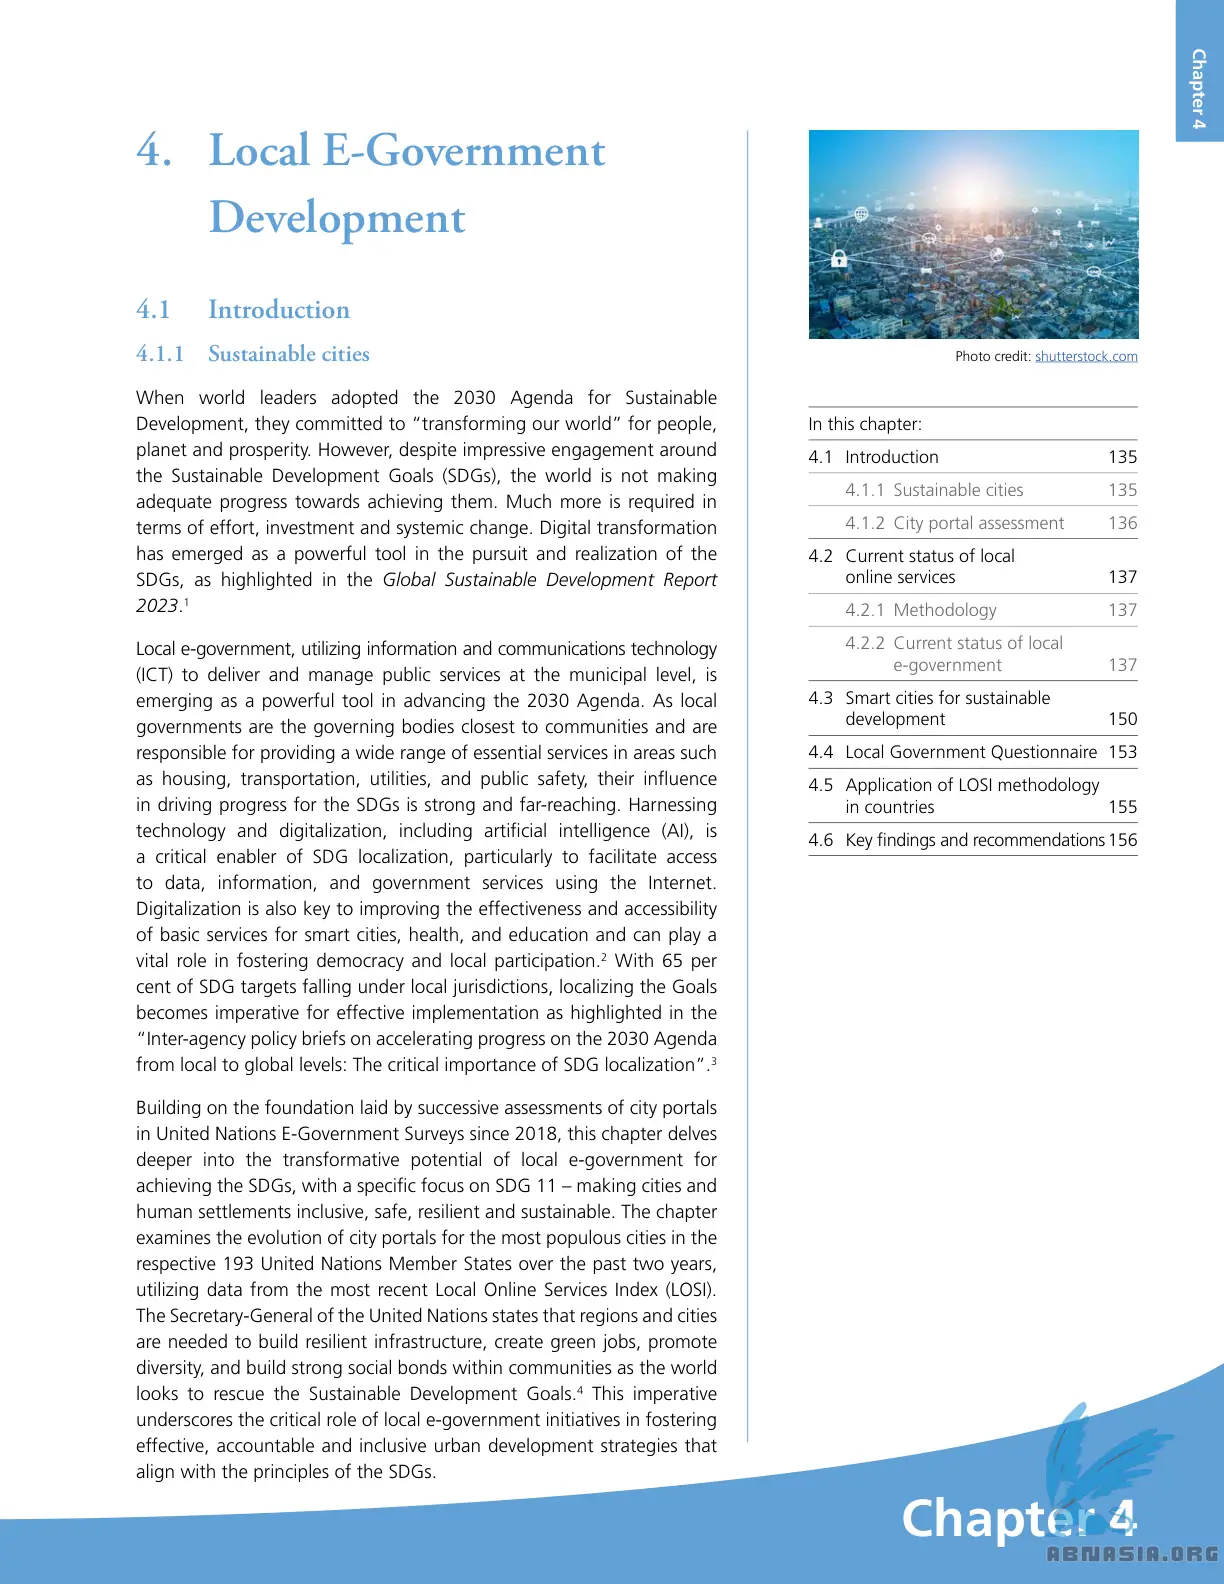 Chapter 4
4. Local E-Government
Development
4.1 Introduction
4.1.1 Sustainable cities
When world leaders adopted the 2030 Agenda for Sustainable
Development, they committed to “transforming our world” for people,
planet and prosperity. However, despite impressive engagement around
the Sustainable Development Goals (SDGs), the world is not making
adequate progress towards achieving them. Much more is required in
terms of effort, investment and systemic change. Digital transformation
has emerged as a powerful tool in the pursuit and realization of the
SDGs, as highlighted in the Global Sustainable Development Report
2023.¹
Local e-government, utilizing information and communications technology
(ICT) to deliver and manage public services at the municipal level, is
emerging as a powerful tool in advancing the 2030 Agenda. As local
governments are the governing bodies closest to communities and are
responsible for providing a wide range of essential services in areas such
as housing, transportation, utilities, and public safety, their influence
in driving progress for the SDGs is strong and far-reaching. Harnessing
technology and digitalization, including artificial intelligence (AI), is
a critical enabler of SDG localization, particularly to facilitate access
to data, information, and government services using the Internet.
Digitalization is also key to improving the effectiveness and accessibility
of basic services for smart cities, health, and education and can play a
vital role in fostering democracy and local participation.² With 65 per
cent of SDG targets falling under local jurisdictions, localizing the Goals
becomes imperative for effective implementation as highlighted in the
“Inter-agency policy briefs on accelerating progress on the 2030 Agenda
from local to global levels: The critical importance of SDG localization”.³
Building on the foundation laid by successive assessments of city portals
in United Nations E-Government Surveys since 2018, this chapter delves
deeper into the transformative potential of local e-government for
achieving the SDGs, with a specific focus on SDG 11 – making cities and
human settlements inclusive, safe, resilient and sustainable. The chapter
examines the evolution of city portals for the most populous cities in the
respective 193 United Nations Member States over the past two years,
utilizing data from the most recent Local Online Services Index (LOSI).
The Secretary-General of the United Nations states that regions and cities
are needed to build resilient infrastructure, create green jobs, promote
diversity, and build strong social bonds within communities as the world
looks to rescue the Sustainable Development Goals.⁴ This imperative
underscores the critical role of local e-government initiatives in fostering
effective, accountable and inclusive urban development strategies that
align with the principles of the SDGs.
Photo credit: shutterstock.com
In this chapter:
4.1 Introduction 135
4.1.1 Sustainable cities 135
4.1.2 City portal assessment 136
4.2 Current status of local
online services 137
4.2.1 Methodology 137
4.2.2 Current status of local
e-government 137
4.3 Smart cities for sustainable
development 150
4.4 Local Government Questionnaire 153
4.5 Application of LOSI methodology
in countries 155
4.6 Key findings and recommendations 156
Chapter 4
ABNASIA.ORG